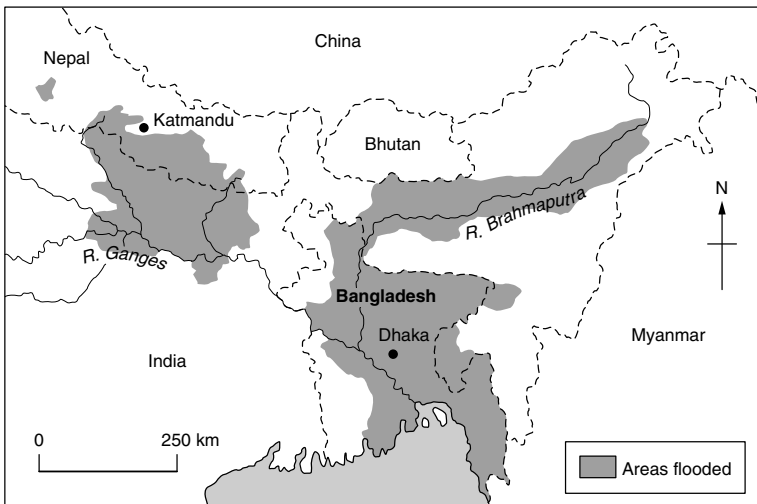 China
Nepal
Katmandu
Bhutan
N
R. Brahmaputra
R. Ganges
Bangladesh
Dhaka
Myanmar
India
0 250 km
Areas flooded